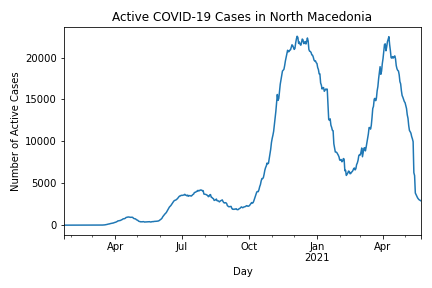 Active COVID-19 Cases in North Macedonia
Number of Active Cases
20000
15000
10000
5000
0
Apr
Jul
Oct
Jan
2021
Apr
Day